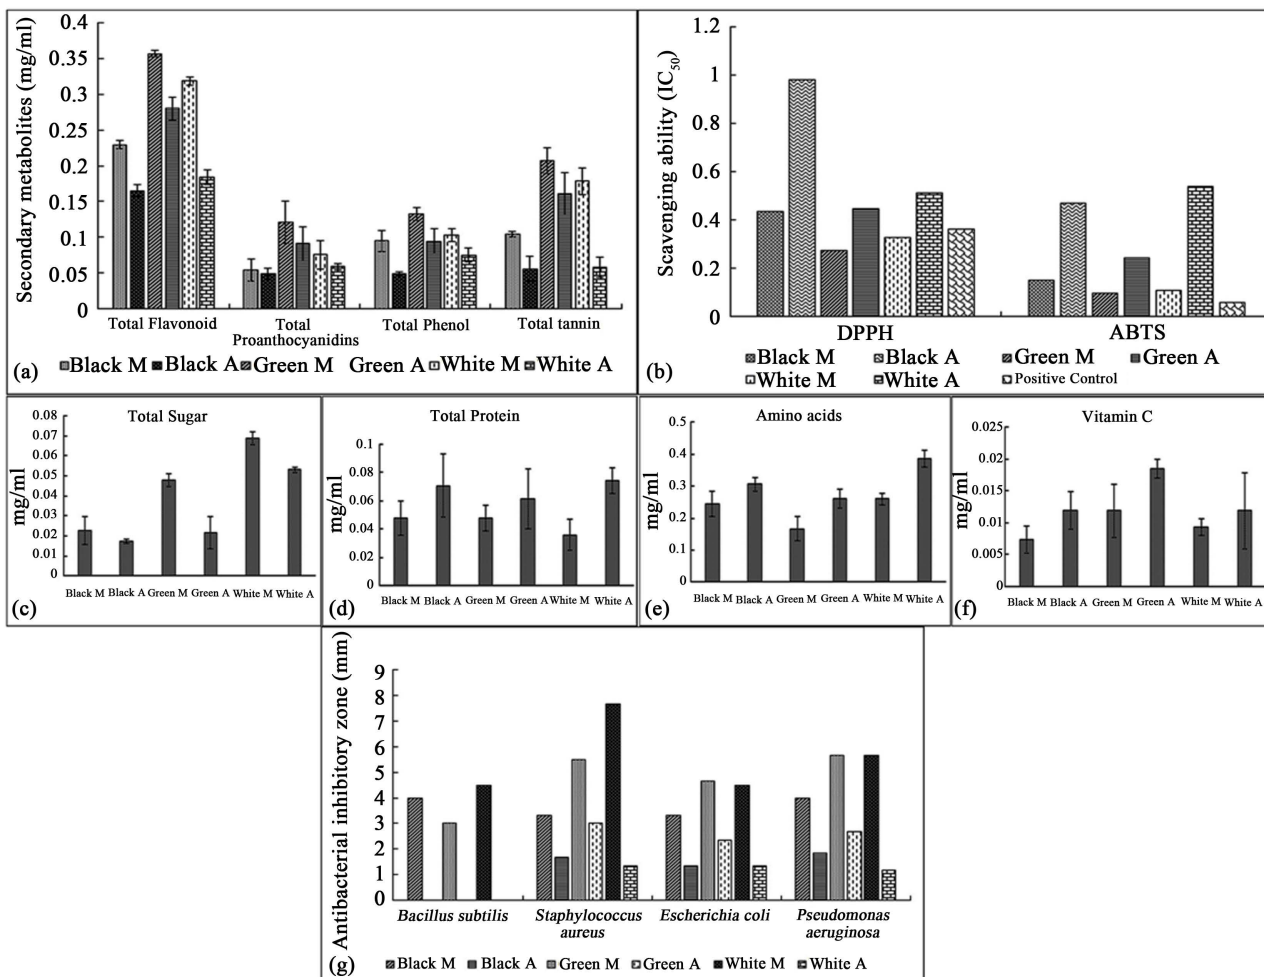 Secondary metabolites (mg/ml)
0.4
0.35
0.3
0.25
0.2
0.15
0.1
0.05
0
Total Flavonoid
Total
Proanthocyanidins
Total Phenol
Total tannin
(a)
Black M Black A Green M Green A White M White A
Scavenging ability (IC50)
1.2
1
0.8
0.6
0.4
0.2
0
DPPH
ABTS
(b)
Black M Black A Green M Green A
White M White A Positive Control
Total Sugar
mg/ml
0.08
0.07
0.06
0.05
0.04
0.03
0.02
0.01
0
Black M Black A Green M Green A White M White A
(c)
Total Protein
mg/ml
0.1
0.08
0.06
0.04
0.02
0
Black M Black A Green M Green A White M White A
(d)
Amino acids
mg/ml
0.5
0.4
0.3
0.2
0.1
0
Black M Black A Green M Green A White M White A
(e)
Vitamin C
mg/ml
0.025
0.02
0.015
0.01
0.005
0
Black M Black A Green M Green A White M White A
(f)
Antibacterial inhibitory zone (mm)
9
8
7
6
5
4
3
2
1
0
Bacillus subtilis
Staphylococcus
aureus
Escherichia coli
Pseudomonas
aeruginosa
(g)
Black M Black A Green M Green A White M White A